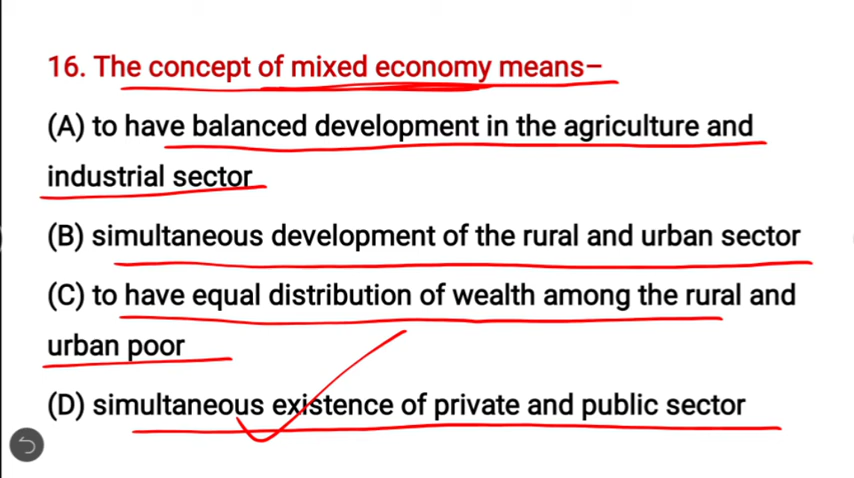 16. The concept of mixed economy means–
(A) to have balanced development in the agriculture and
industrial sector
(B) simultaneous development of the rural and urban sector
(C) to have equal distribution of wealth among the rural and
urban poor
(D) simultaneous existence of private and public sector